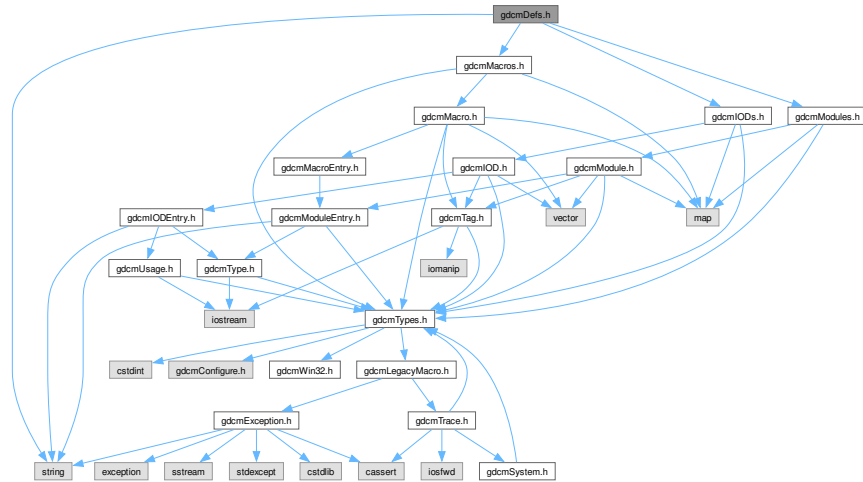 gdcmDefs.h
gdcmMacros.h
gdcmMacro.h
gdcmIODs.h
gdcmModules.h
gdcmMacroEntry.h
gdcmIOD.h
gdcmModule.h
gdcmIODEntry.h
gdcmModuleEntry.h
gdcmTag.h
vector
map
gdcmUsage.h
gdcmType.h
iomanip
iostream
gdcmTypes.h
cstdint
gdcmConfigure.h
gdcmWin32.h
gdcmLegacyMacro.h
gdcmException.h
gdcmTrace.h
string
exception
sstream
stdexcept
cstdlib
cassert
iosfwd
gdcmSystem.h